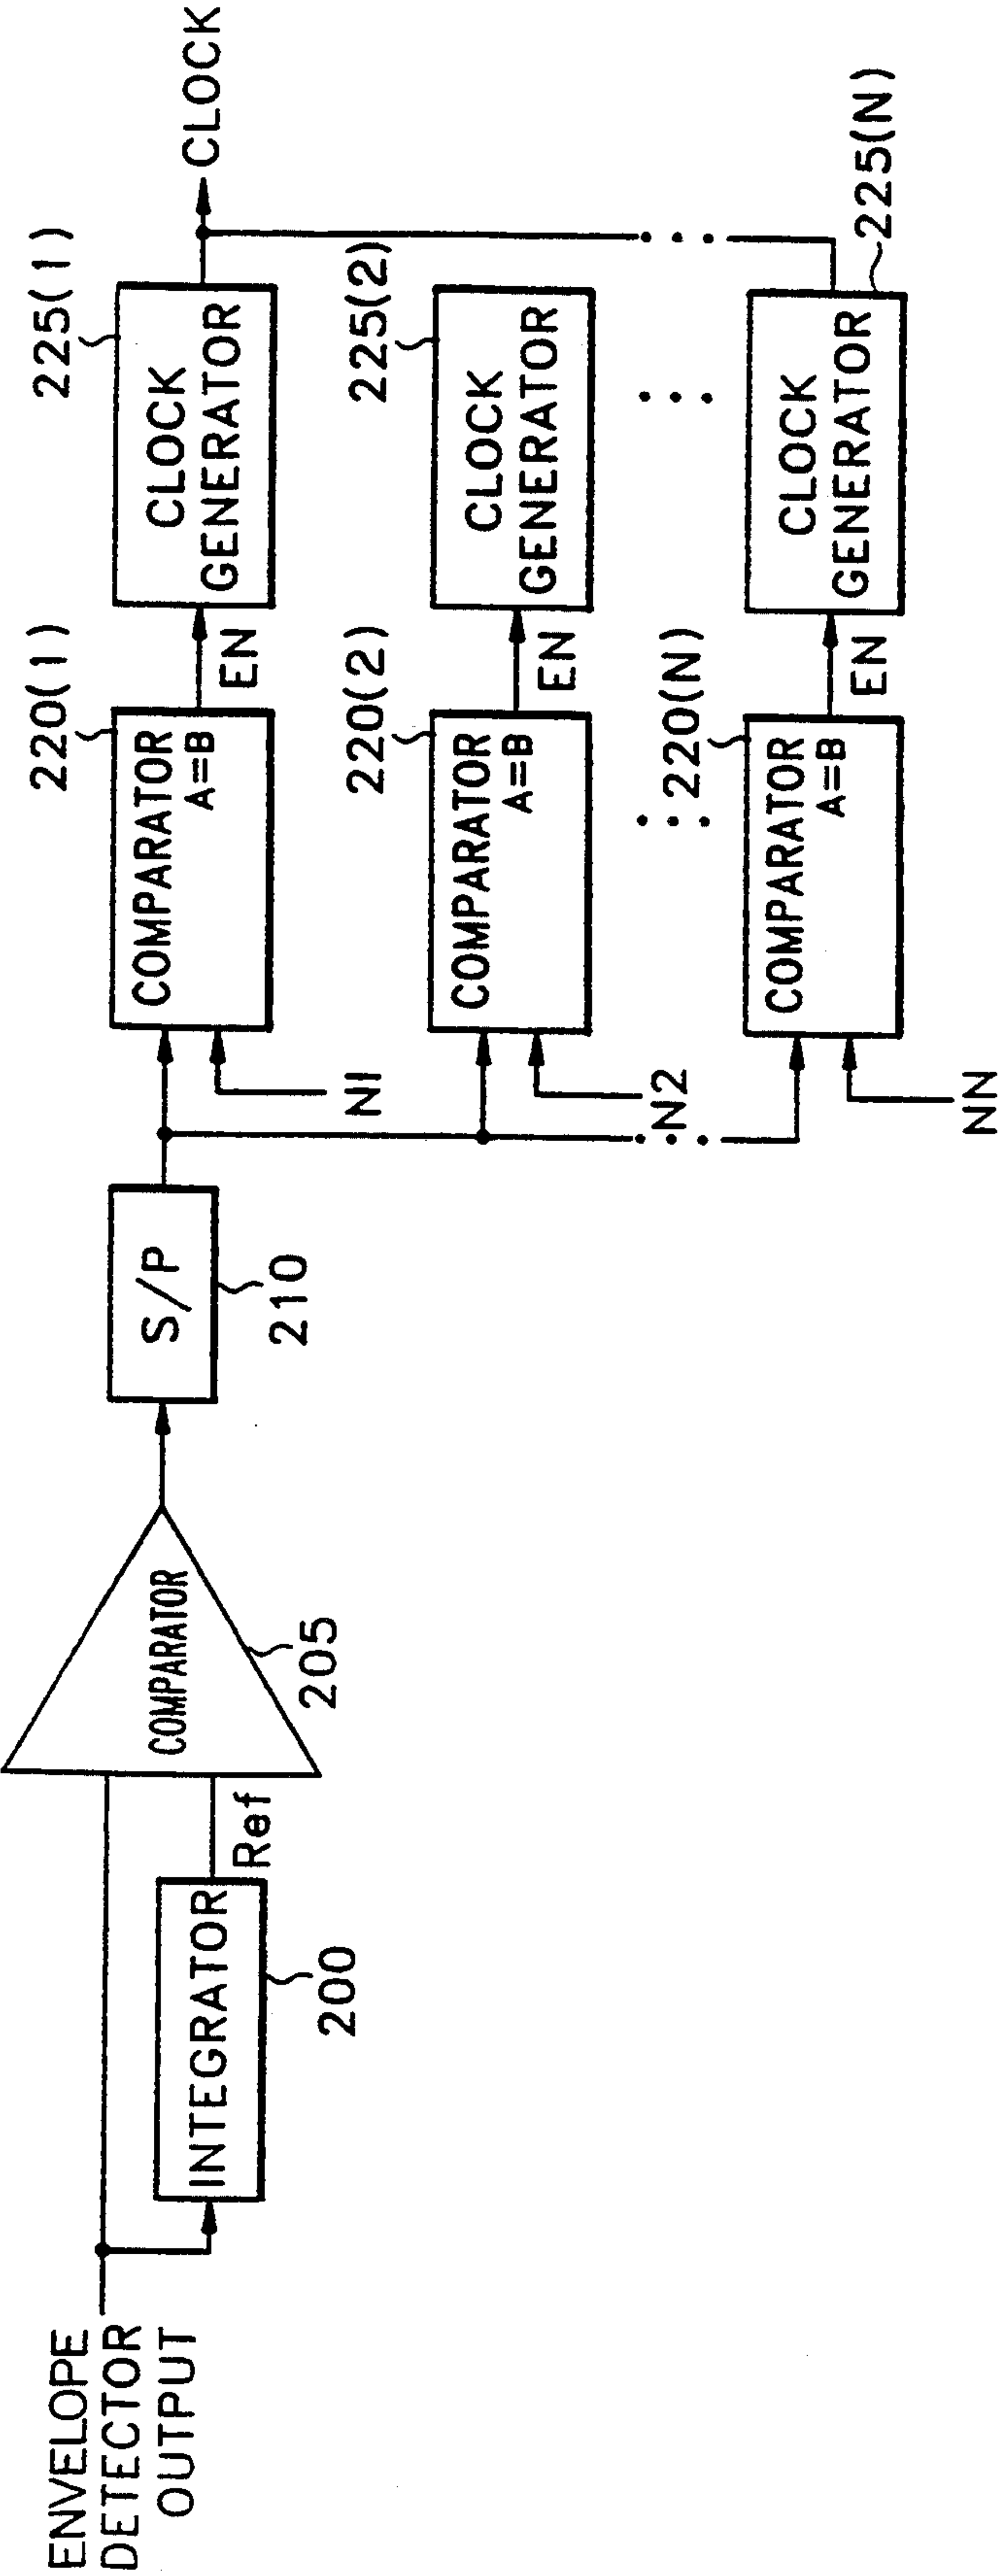 ENVELOPE
DETECTOR
OUTPUT
INTEGRATOR
200
Ref
COMPARATOR
205
S/P
210
N1
COMPARATOR
A=B
220(1)
EN
CLOCK
GENERATOR
225(1)
CLOCK
N2
COMPARATOR
A=B
220(2)
EN
CLOCK
GENERATOR
225(2)
NN
COMPARATOR
A=B
220(N)
EN
CLOCK
GENERATOR
225(N)